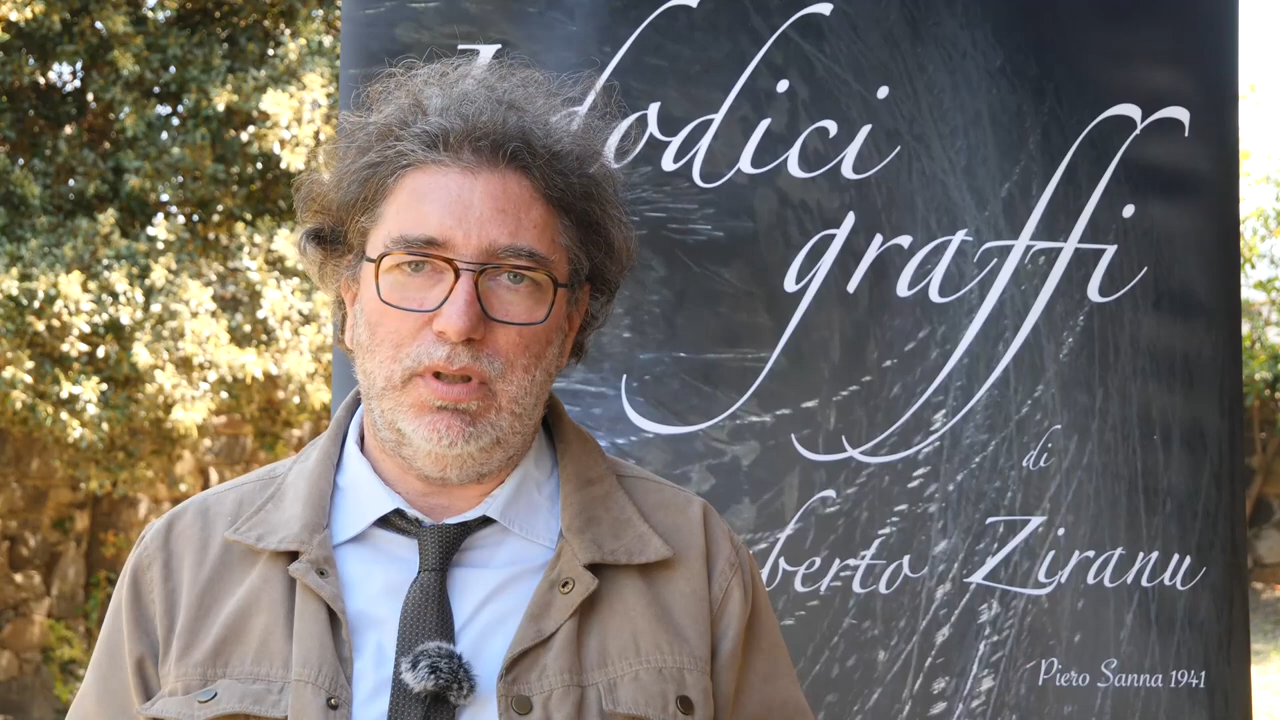 dodici
graffi
di
berto Ziranu
Piero Sanna 1941